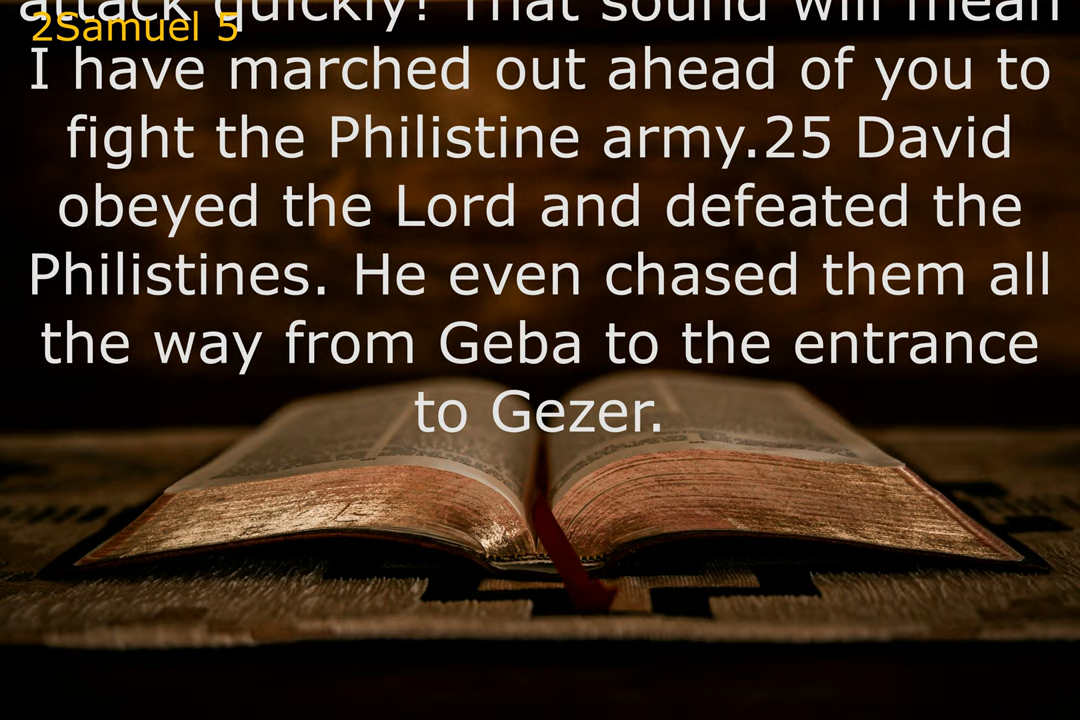 attack quickly! That sound will mean
2Samuel 5
I have marched out ahead of you to
fight the Philistine army.25 David
obeyed the Lord and defeated the
Philistines. He even chased them all
the way from Geba to the entrance
to Gezer.